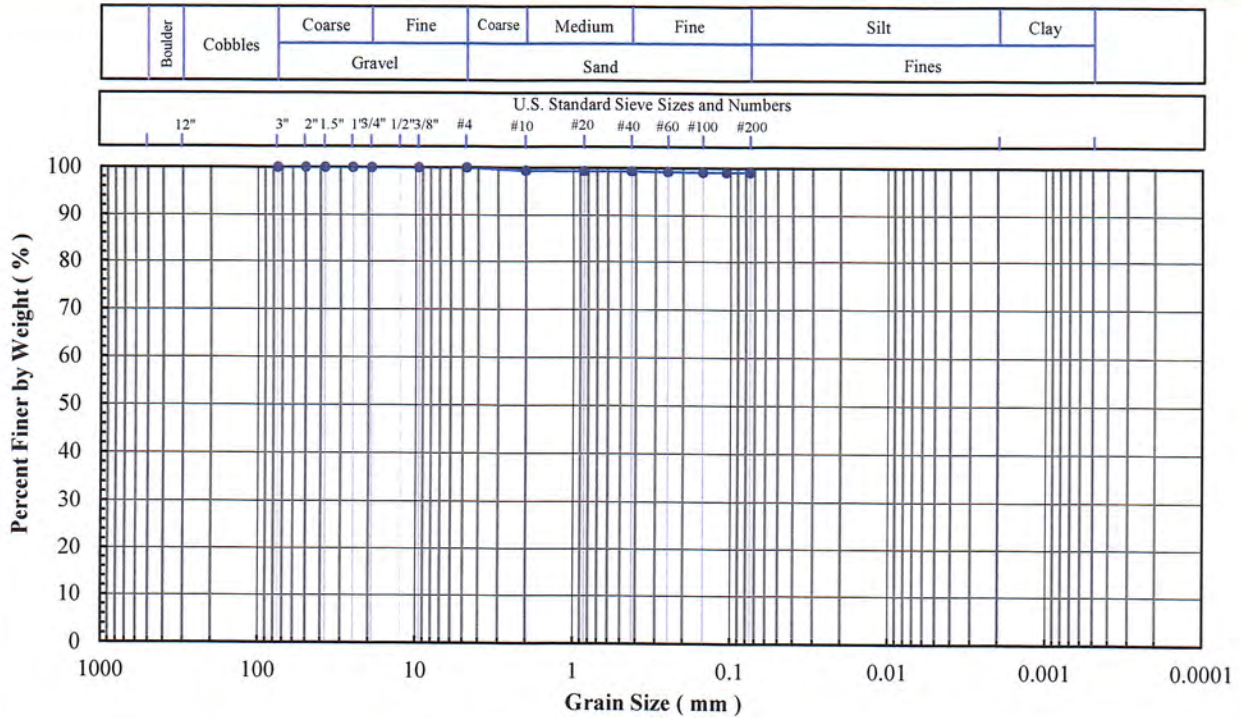 Boulder
Cobbles
Coarse Fine Coarse Medium Fine Silt Clay
Gravel Sand Fines
U.S. Standard Sieve Sizes and Numbers
12" 3" 2" 1.5" 1" 3/4" 1/2" 3/8" #4 #10 #20 #40 #60 #100 #200
Percent Finer by Weight ( % )
100
90
80
70
60
50
40
30
20
10
0
1000 100 10 1 0.1 0.01 0.001 0.0001
Grain Size ( mm )